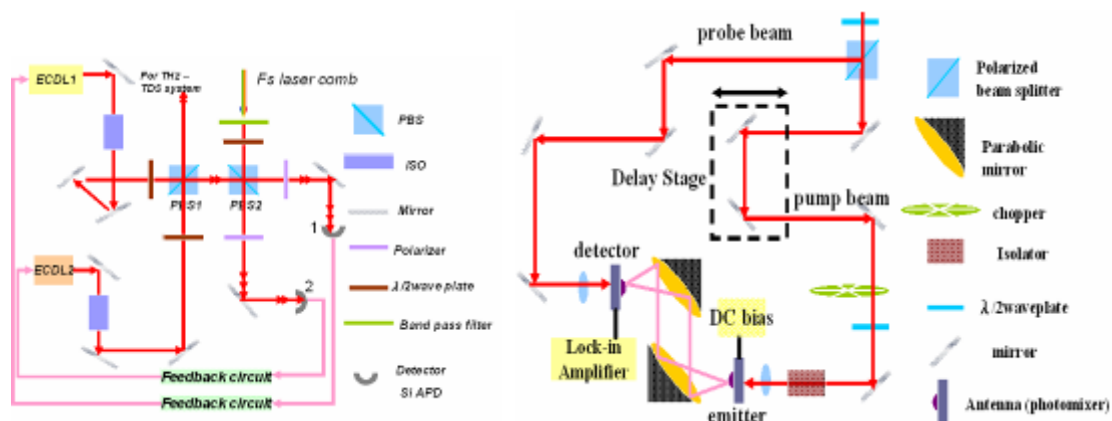 ECDL1
For THz –
TDS system
Fs laser comb
PBS
ISO
PBS1
PBS2
Mirror
1
Polarizer
ECDL2
2
λ/2wave plate
Band pass filter
Feedback circuit
Detector
Si APD
Feedback circuit
probe beam
Polarized
beam splitter
Parabolic
mirror
Delay Stage
pump beam
chopper
detector
Isolator
DC bias
λ/2waveplate
Lock-in
Amplifier
mirror
emitter
Antenna (photomixer)